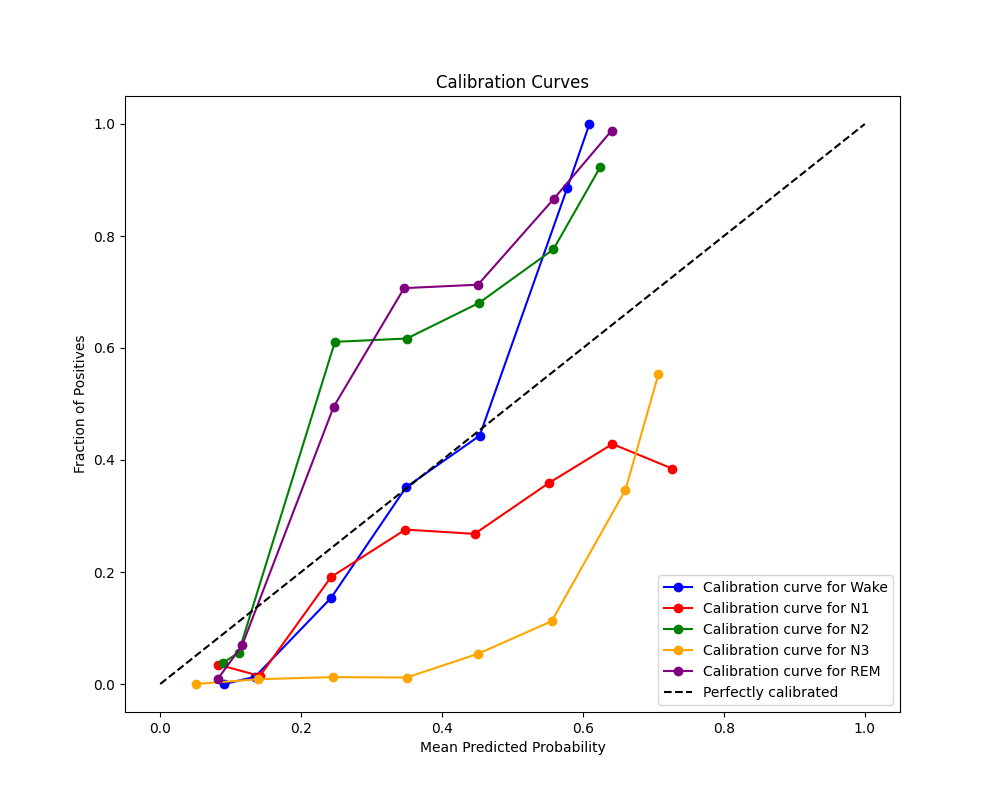 Calibration Curves
1.0
0.8
0.6
0.4
0.2
0.0
Fraction of Positives
0.0 0.2 0.4 0.6 0.8 1.0
Mean Predicted Probability
Calibration curve for Wake
Calibration curve for N1
Calibration curve for N2
Calibration curve for N3
Calibration curve for REM
Perfectly calibrated